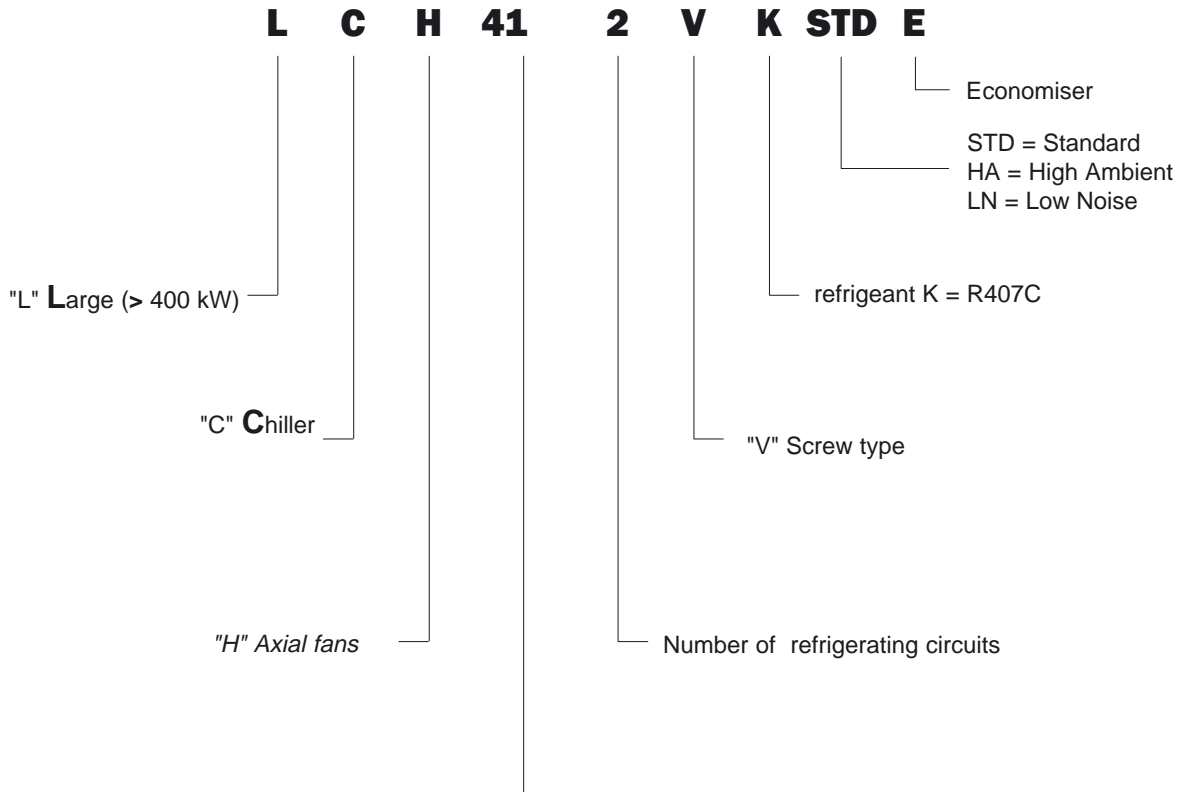 L C H 41 2 V K STD E
Economiser
STD = Standard
HA = High Ambient
LN = Low Noise
"L" Large (> 400 kW)
refrigeant K = R407C
"C" Chiller
"V" Screw type
"H" Axial fans
Number of refrigerating circuits